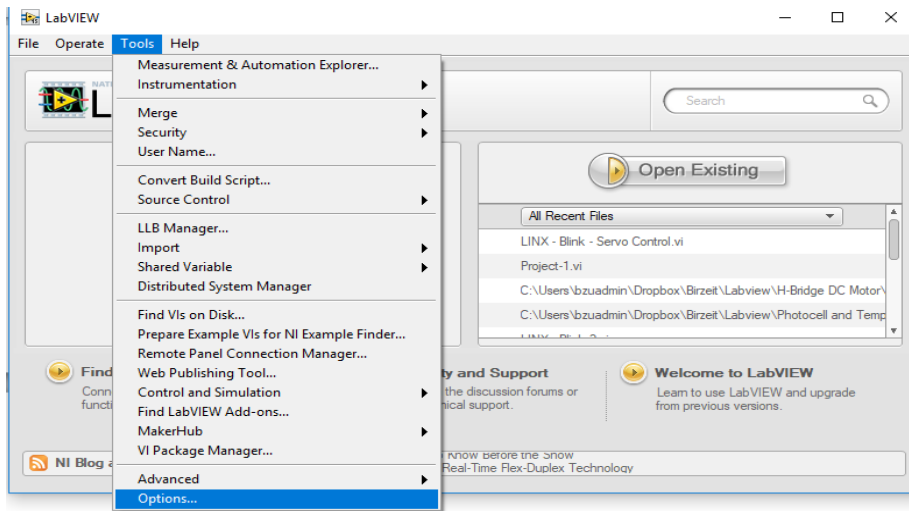 LabVIEW
File Operate Tools Help
Measurement & Automation Explorer...
Instrumentation
Merge
Security
User Name...
Convert Build Script...
Source Control
LLB Manager...
Import
Shared Variable
Distributed System Manager
Find VIs on Disk...
Prepare Example VIs for NI Example Finder...
Remote Panel Connection Manager...
Web Publishing Tool...
Control and Simulation
Find LabVIEW Add-ons...
MakerHub
VI Package Manager...
Advanced
Options...
NAT
L
Search
Open Existing
All Recent Files
LINX - Blink - Servo Control.vi
Project-1.vi
C:\Users\bzuadmin\Dropbox\Birzeit\Labview\H-Bridge DC Motor\
C:\Users\bzuadmin\Dropbox\Birzeit\Labview\Photocell and Temp
Find
Conn
functi
ty and Support
the discussion forums or
nical support.
Welcome to LabVIEW
Learn to use LabVIEW and upgrade
from previous versions.
NI Blog a
Know Before the Show
Real-Time Flex-Duplex Technology